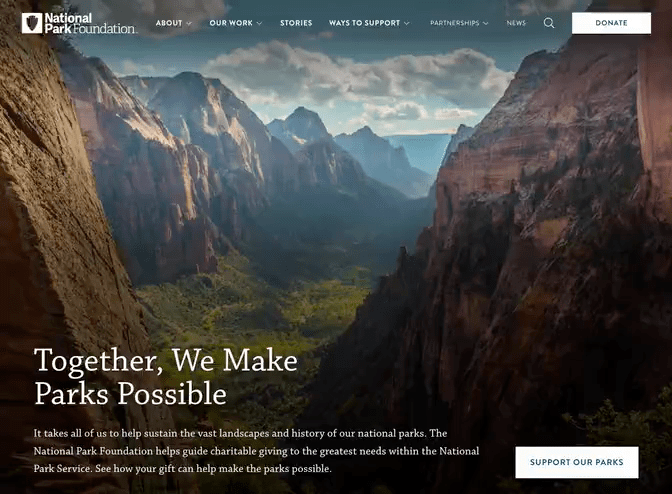 National
Park Foundation
ABOUT
OUR WORK
STORIES
WAYS TO SUPPORT
PARTNERSHIPS
NEWS
DONATE
Together, We Make
Parks Possible
It takes all of us to help sustain the vast landscapes and history of our national parks. The
National Park Foundation helps guide charitable giving to the greatest needs within the National
Park Service. See how your gift can help make the parks possible.
SUPPORT OUR PARKS